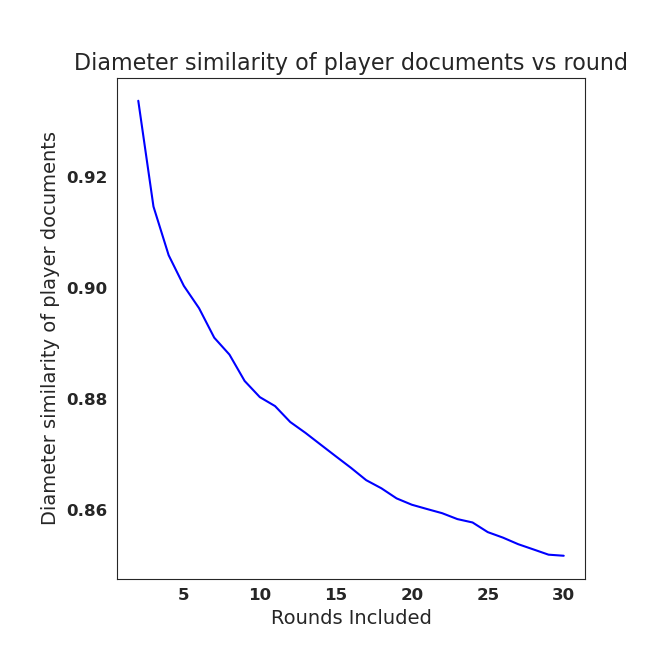 Diameter similarity of player documents vs round
Diameter similarity of player documents
0.92
0.90
0.88
0.86
5 10 15 20 25 30
Rounds Included